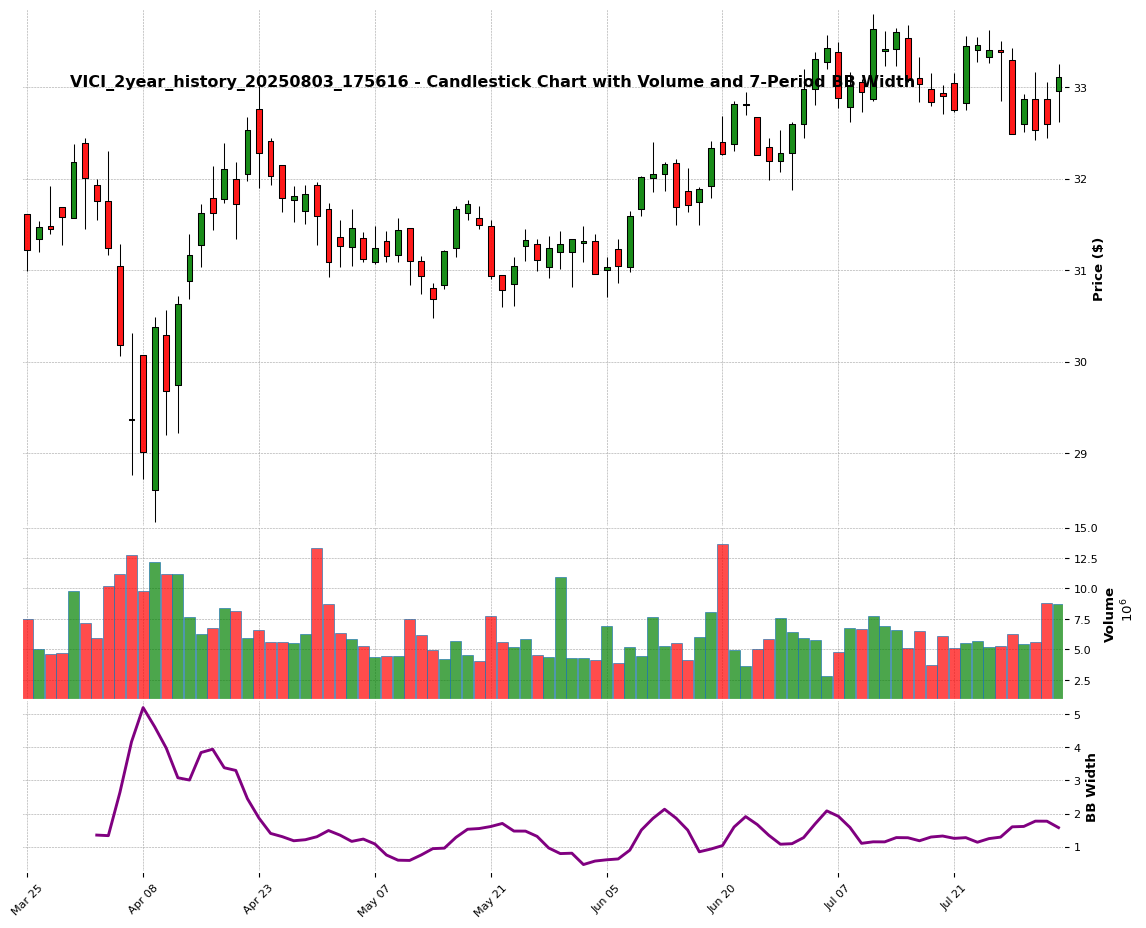 VICI_2year_history_20250803_175616 - Candlestick Chart with Volume and 7-Period BB Width
33
32
31
30
29
Price ($)
15.0
12.5
10.0
7.5
5.0
2.5
Volume
10^6
5
4
3
2
1
BB Width
Mar 25
Apr 08
Apr 23
May 07
May 21
Jun 05
Jun 20
Jul 07
Jul 21